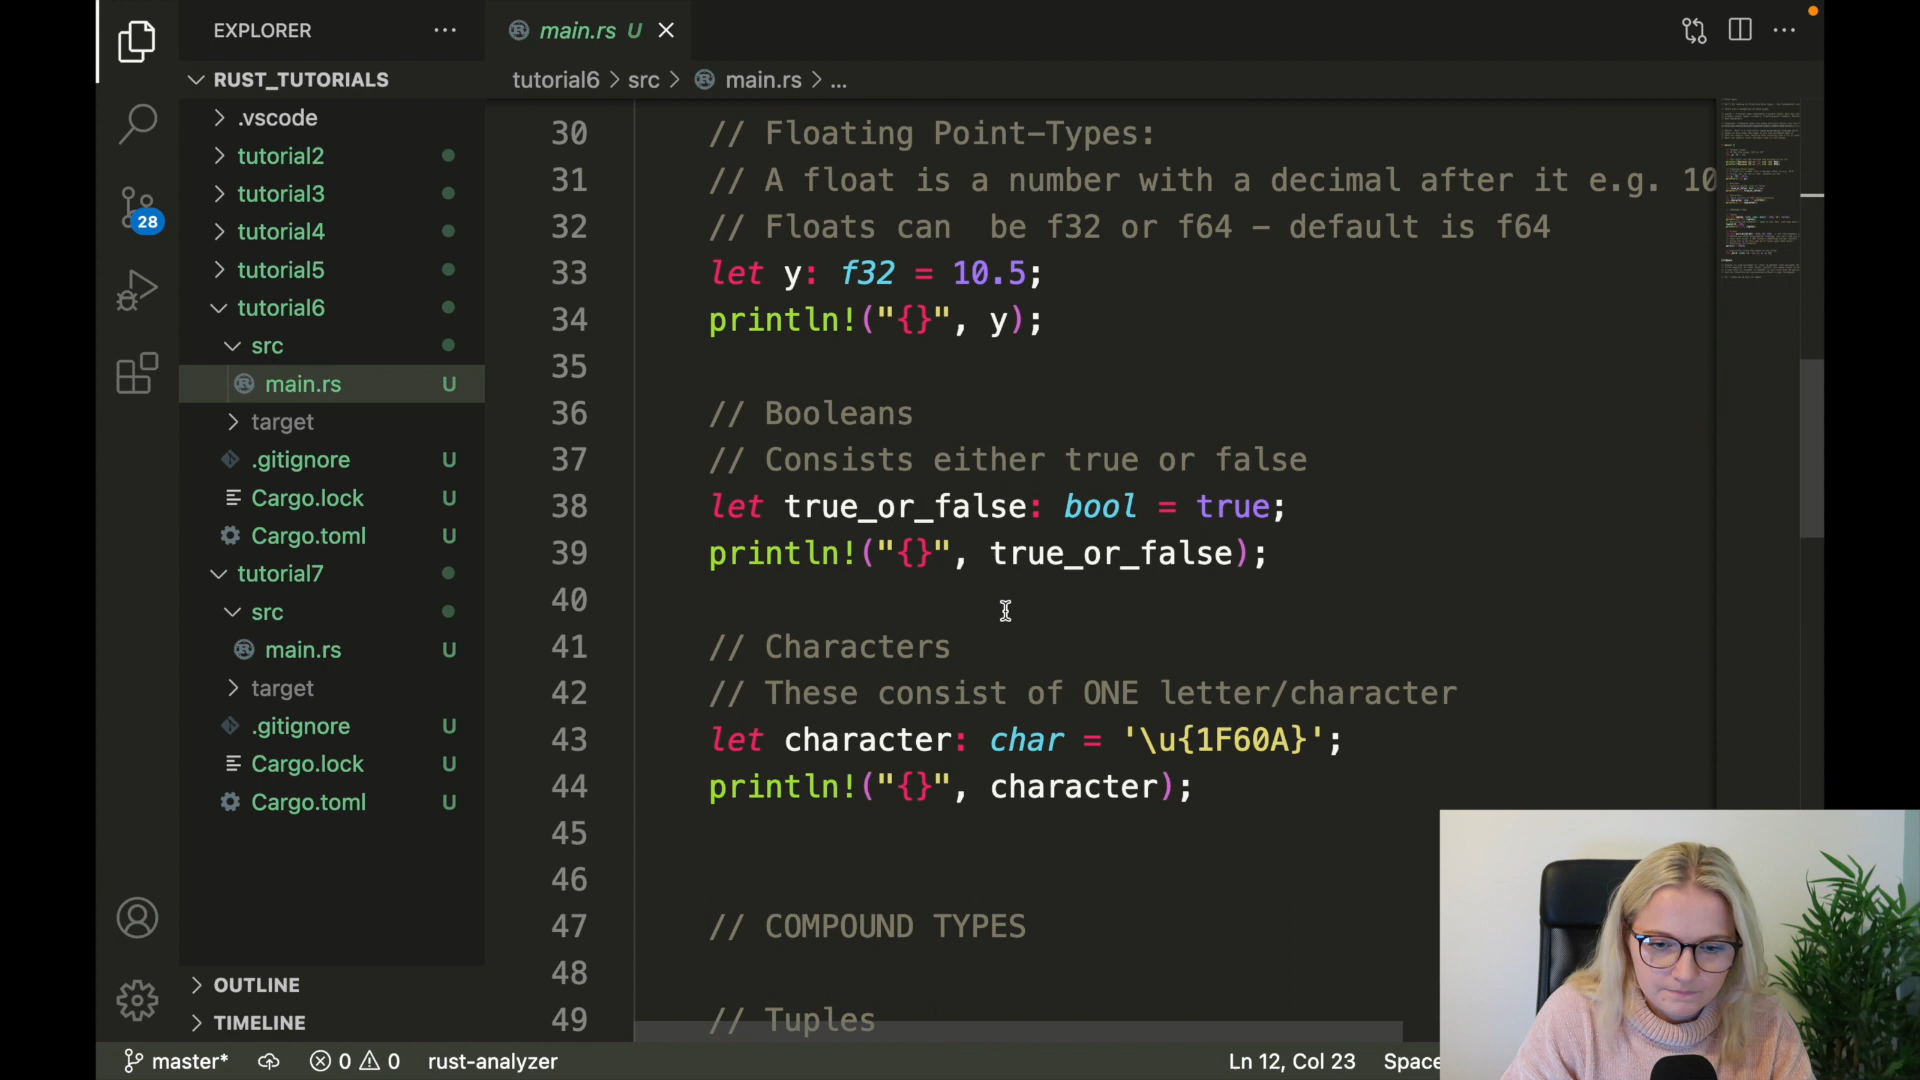 EXPLORER
RUST_TUTORIALS
.vscode
tutorial2
tutorial3
tutorial4
tutorial5
tutorial6
src
main.rs U
target
.gitignore U
Cargo.lock U
Cargo.toml U
tutorial7
src
main.rs U
target
.gitignore U
Cargo.lock U
Cargo.toml U
OUTLINE
TIMELINE
28
main.rs U
tutorial6 > src > main.rs > ...
30 // Floating Point-Types:
31 // A float is a number with a decimal after it e.g. 10
32 // Floats can  be f32 or f64 - default is f64
33 let y: f32 = 10.5;
34 println!("{}", y);
35
36 // Booleans
37 // Consists either true or false
38 let true_or_false: bool = true;
39 println!("{}", true_or_false);
40
41 // Characters
42 // These consist of ONE letter/character
43 let character: char = '\u{1F60A}';
44 println!("{}", character);
45
46
47 // COMPOUND TYPES
48
49 // Tuples
master* 0 0 rust-analyzer
Ln 12, Col 23 Space